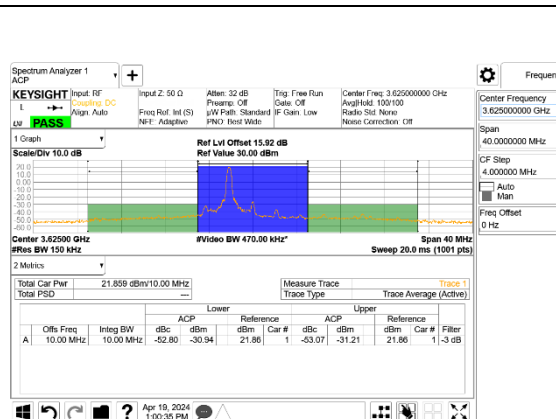 Spectrum Analyzer 1
ACP
Frequen
KEYSIGHT Input: RF Input Z: 50 Ω Atten: 32 dB Trig: Free Run Center Freq: 3.625000000 GHz
Coupling: DC Preamp: Off Gate: Off Avg|Hold: 100/100
Align: Auto Freq Ref: Int (S) µW Path: Standard IF Gain: Low Radio Std: None
PASS NFE: Adaptive PNO: Best Wide Noise Correction: Off
Center Frequency
3.625000000 GHz
Span
40.0000000 MHz
CF Step
4.000000 MHz
Auto
Man
Freq Offset
0 Hz
1 Graph
Ref Lvl Offset 15.92 dB
Scale/Div 10.0 dB Ref Value 30.00 dBm
20.0
10.0
0.00
-10.0
-20.0
-30.0
-40.0
-50.0
-60.0
Center 3.62500 GHz #Video BW 470.00 kHz* Span 40 MHz
#Res BW 150 kHz Sweep 20.0 ms (1001 pts)
2 Metrics
Total Car Pwr 21.859 dBm/10.00 MHz Measure Trace Trace 1
Total PSD --- Trace Type Trace Average (Active)
Lower Upper
ACP Reference ACP Reference
Offs Freq Integ BW dBc dBm dBm Car # dBc dBm dBm Car # Filter
A 10.00 MHz 10.00 MHz -52.80 -30.94 21.86 1 -53.07 -31.21 21.86 1 -3 dB
Apr 19, 2024
1:00:35 PM